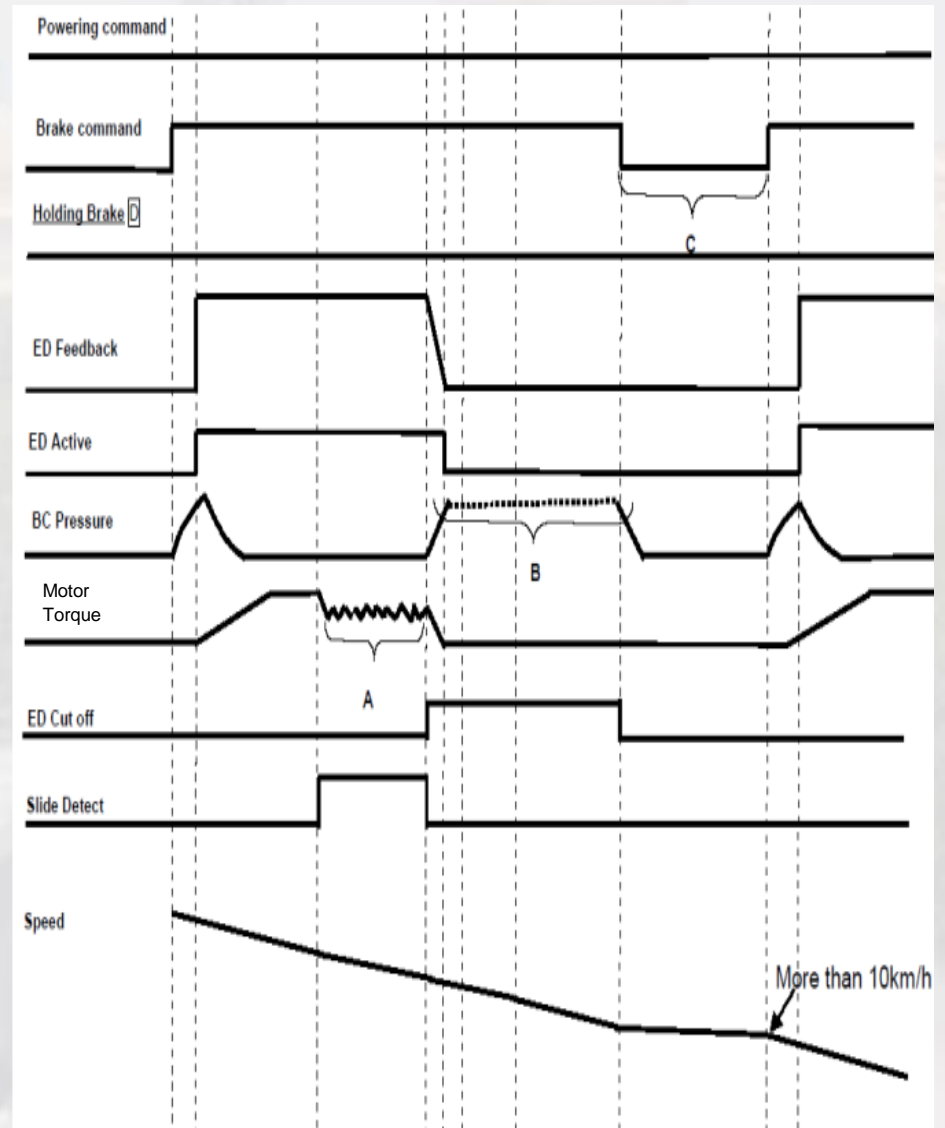 Powering command
Brake command
Holding Brake D
C
ED Feedback
ED Active
BC Pressure
B
Motor
Torque
A
ED Cut off
Slide Detect
Speed
More than 10km/h